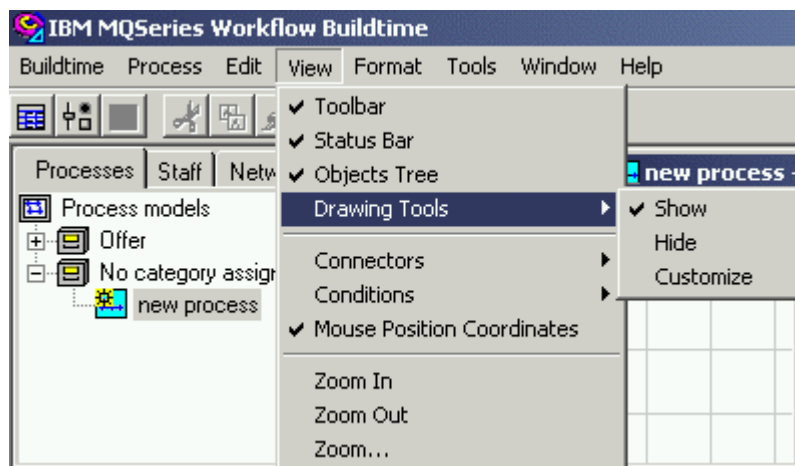 IBM MQSeries Workflow Buildtime
Buildtime Process Edit View Format Tools Window Help
Toolbar
Status Bar
Objects Tree
Drawing Tools
Connectors
Conditions
Mouse Position Coordinates
Zoom In
Zoom Out
Zoom...
Show
Hide
Customize
Processes Staff
Process models
Offer
No category
new process
new process -